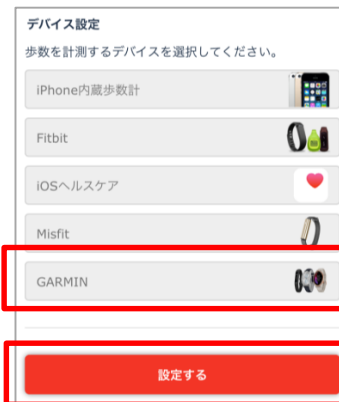 デバイス設定
歩数を計測するデバイスを選択してください。
iPhone内蔵歩数計
Fitbit
iOSヘルスケア
Misfit
GARMIN
設定する